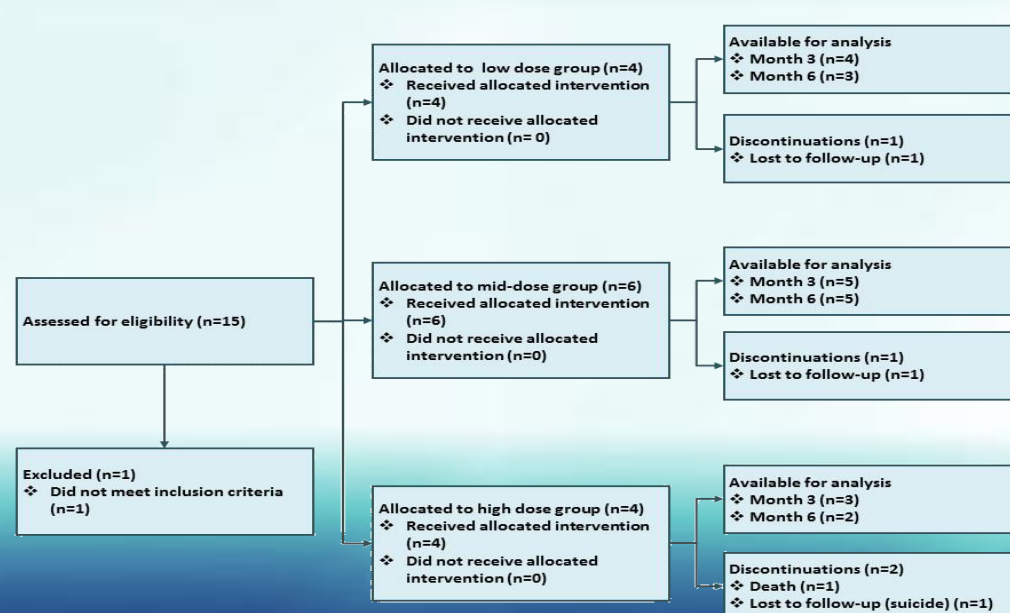 Assessed for eligibility (n=15)
Excluded (n=1)
❖ Did not meet inclusion criteria
(n=1)
Allocated to low dose group (n=4)
❖ Received allocated intervention
(n=4)
❖ Did not receive allocated
intervention (n= 0)
Available for analysis
❖ Month 3 (n=4)
❖ Month 6 (n=3)
Discontinuations (n=1)
❖ Lost to follow-up (n=1)
Allocated to mid-dose group (n=6)
❖ Received allocated intervention
(n=6)
❖ Did not receive allocated
intervention (n=0)
Available for analysis
❖ Month 3 (n=5)
❖ Month 6 (n=5)
Discontinuations (n=1)
❖ Lost to follow-up (n=1)
Allocated to high dose group (n=4)
❖ Received allocated intervention
(n=4)
❖ Did not receive allocated
intervention (n=0)
Available for analysis
❖ Month 3 (n=3)
❖ Month 6 (n=2)
Discontinuations (n=2)
❖ Death (n=1)
❖ Lost to follow-up (suicide) (n=1)